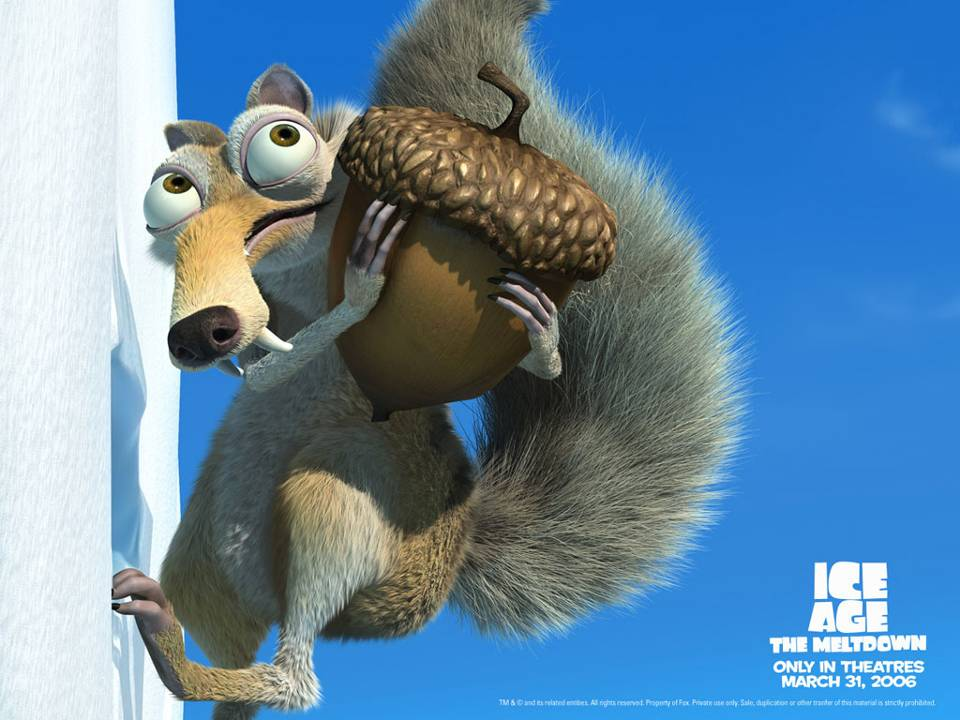 ICE
AGE
THE MELTDOWN
ONLY IN THEATRES
MARCH 31, 2006
TM & © and its related entities. All rights reserved. Property of Fox. Private use only. Sale, duplication or other tranfer of this material is strictly prohibited.